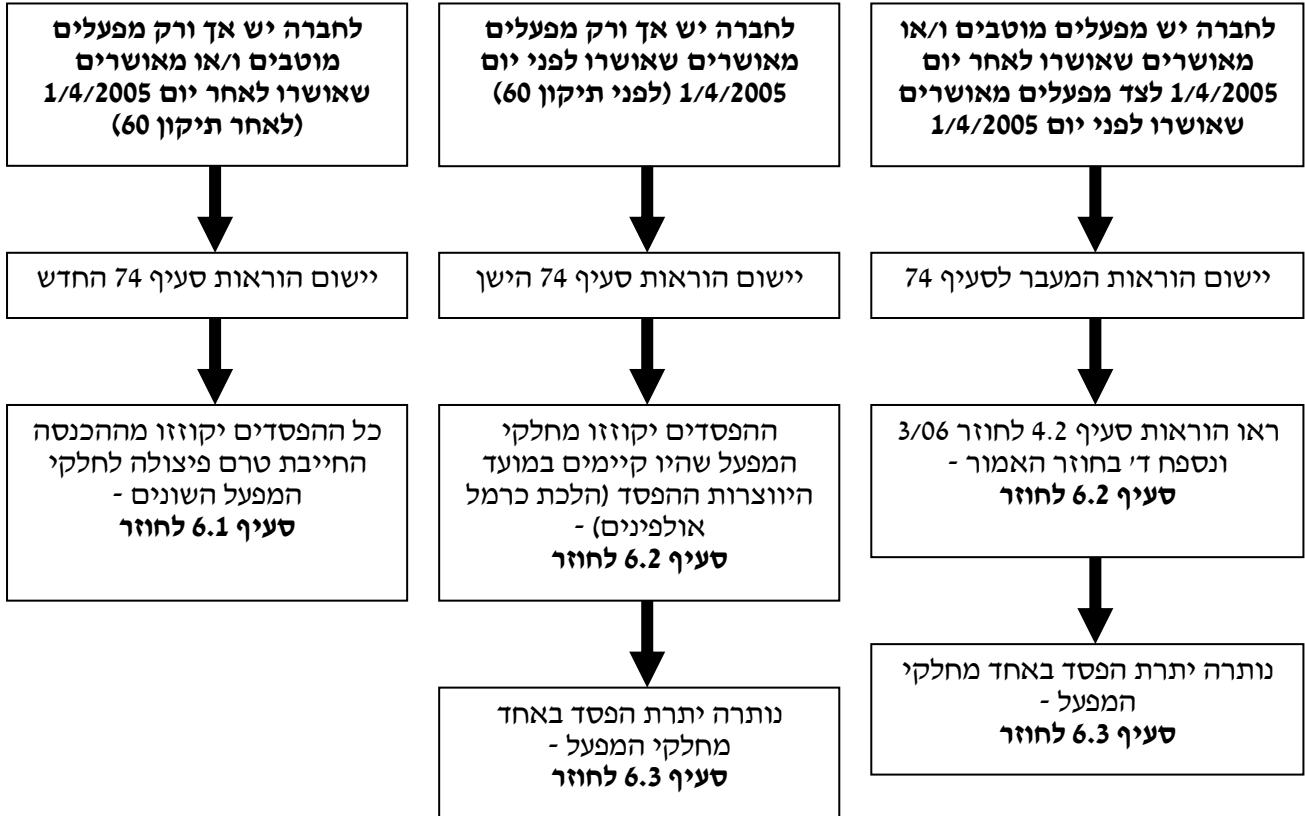 לחברה יש מפעלים מוטבים ו/או
מאושרים שאושרו לאחר יום
1/4/2005 לצד מפעלים מאושרים
שאושרו לפני יום 1/4/2005
יישום הוראות המעבר לסעיף 74
ראו הוראות סעיף 4.2 לחוזר 3/06
ונספח ד' בחוזר האמור -
סעיף 6.2 לחוזר
נותרה יתרת הפסד באחד מחלקי
המפעל -
סעיף 6.3 לחוזר
לחברה יש אך ורק מפעלים
מאושרים שאושרו לפני יום
1/4/2005 (לפני תיקון 60)
יישום הוראות סעיף 74 הישן
ההפסדים יקוזזו מחלקי
המפעל שהיו קיימים במועד
היווצרות ההפסד (הלכת כרמל
אולפינים) -
סעיף 6.2 לחוזר
נותרה יתרת הפסד באחד
מחלקי המפעל -
סעיף 6.3 לחוזר
לחברה יש אך ורק מפעלים
מוטבים ו/או מאושרים
שאושרו לאחר יום 1/4/2005
(לאחר תיקון 60)
יישום הוראות סעיף 74 החדש
כל ההפסדים יקוזזו מההכנסה
החייבת טרם פיצולה לחלקי
המפעל השונים -
סעיף 6.1 לחוזר